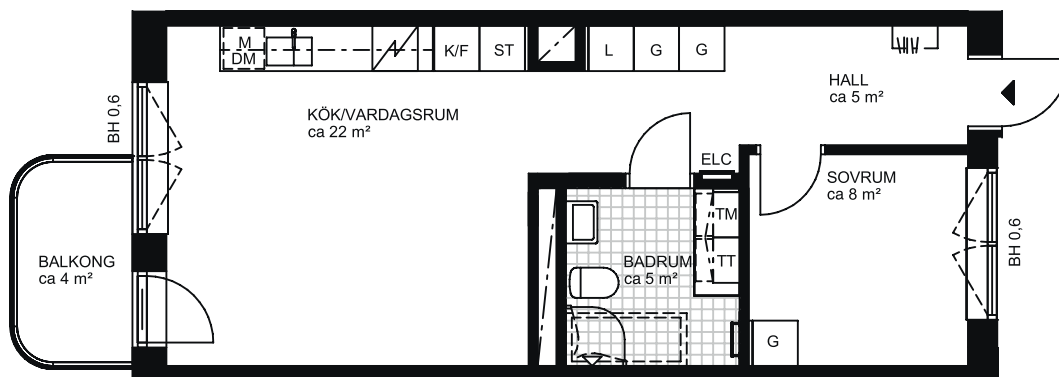 M
DM
K/F
ST
L
G
G
HALL
ca 5 m²
KÖK/VARDAGSRUM
ca 22 m²
BH 0,6
ELC
SOVRUM
ca 8 m²
TM
BH 0,6
BALKONG
ca 4 m²
BADRUM
ca 5 m²
TT
G